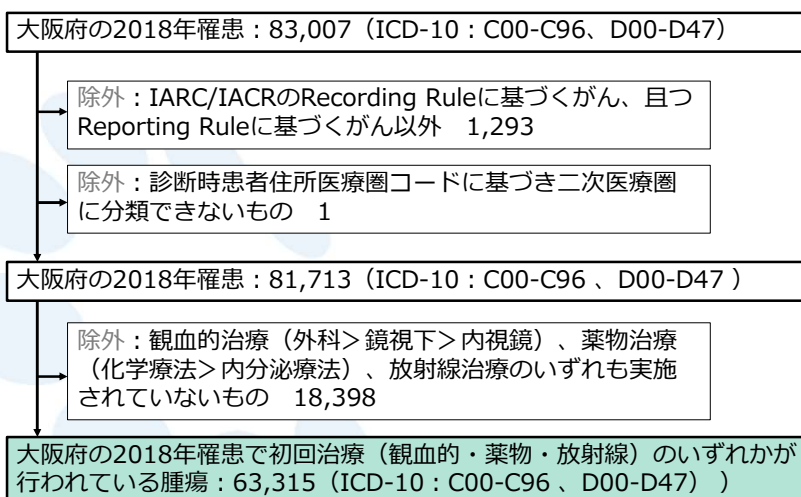 大阪府の2018年罹患：83,007（ICD-10：C00-C96、D00-D47）
除外：IARC/IACRのRecording Ruleに基づくがん、且つ
Reporting Ruleに基づくがん以外　1,293
除外：診断時患者住所医療圏コードに基づき二次医療圏
に分類できないもの　1
大阪府の2018年罹患：81,713（ICD-10：C00-C96 、D00-D47 ）
除外：観血的治療（外科＞鏡視下＞内視鏡）、薬物治療
（化学療法＞内分泌療法）、放射線治療のいずれも実施
されていないもの　18,398
大阪府の2018年罹患で初回治療（観血的・薬物・放射線）のいずれかが
行われている腫瘍：63,315（ICD-10：C00-C96 、D00-D47） ）